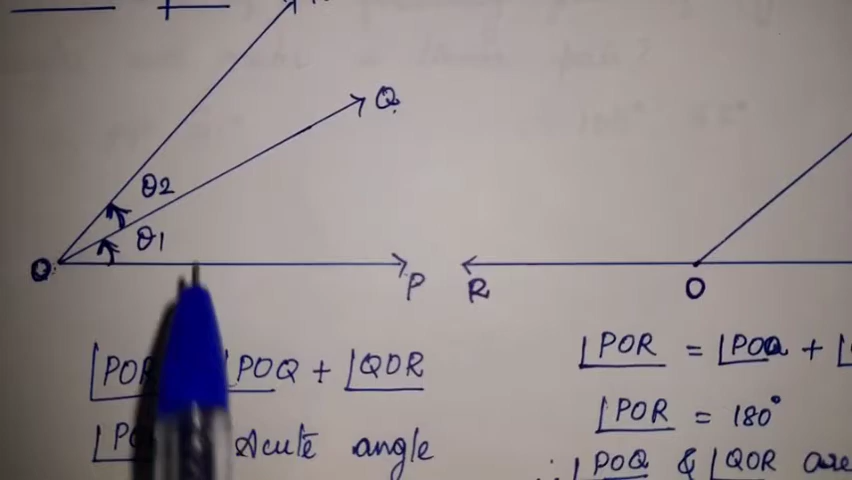 Q
θ2
θ1
O
P
R
O
∠POR ∠POQ + ∠QOR
Acute angle
∠POR = ∠POQ +
∠POR = 180°
∴ ∠POQ & ∠QOR are